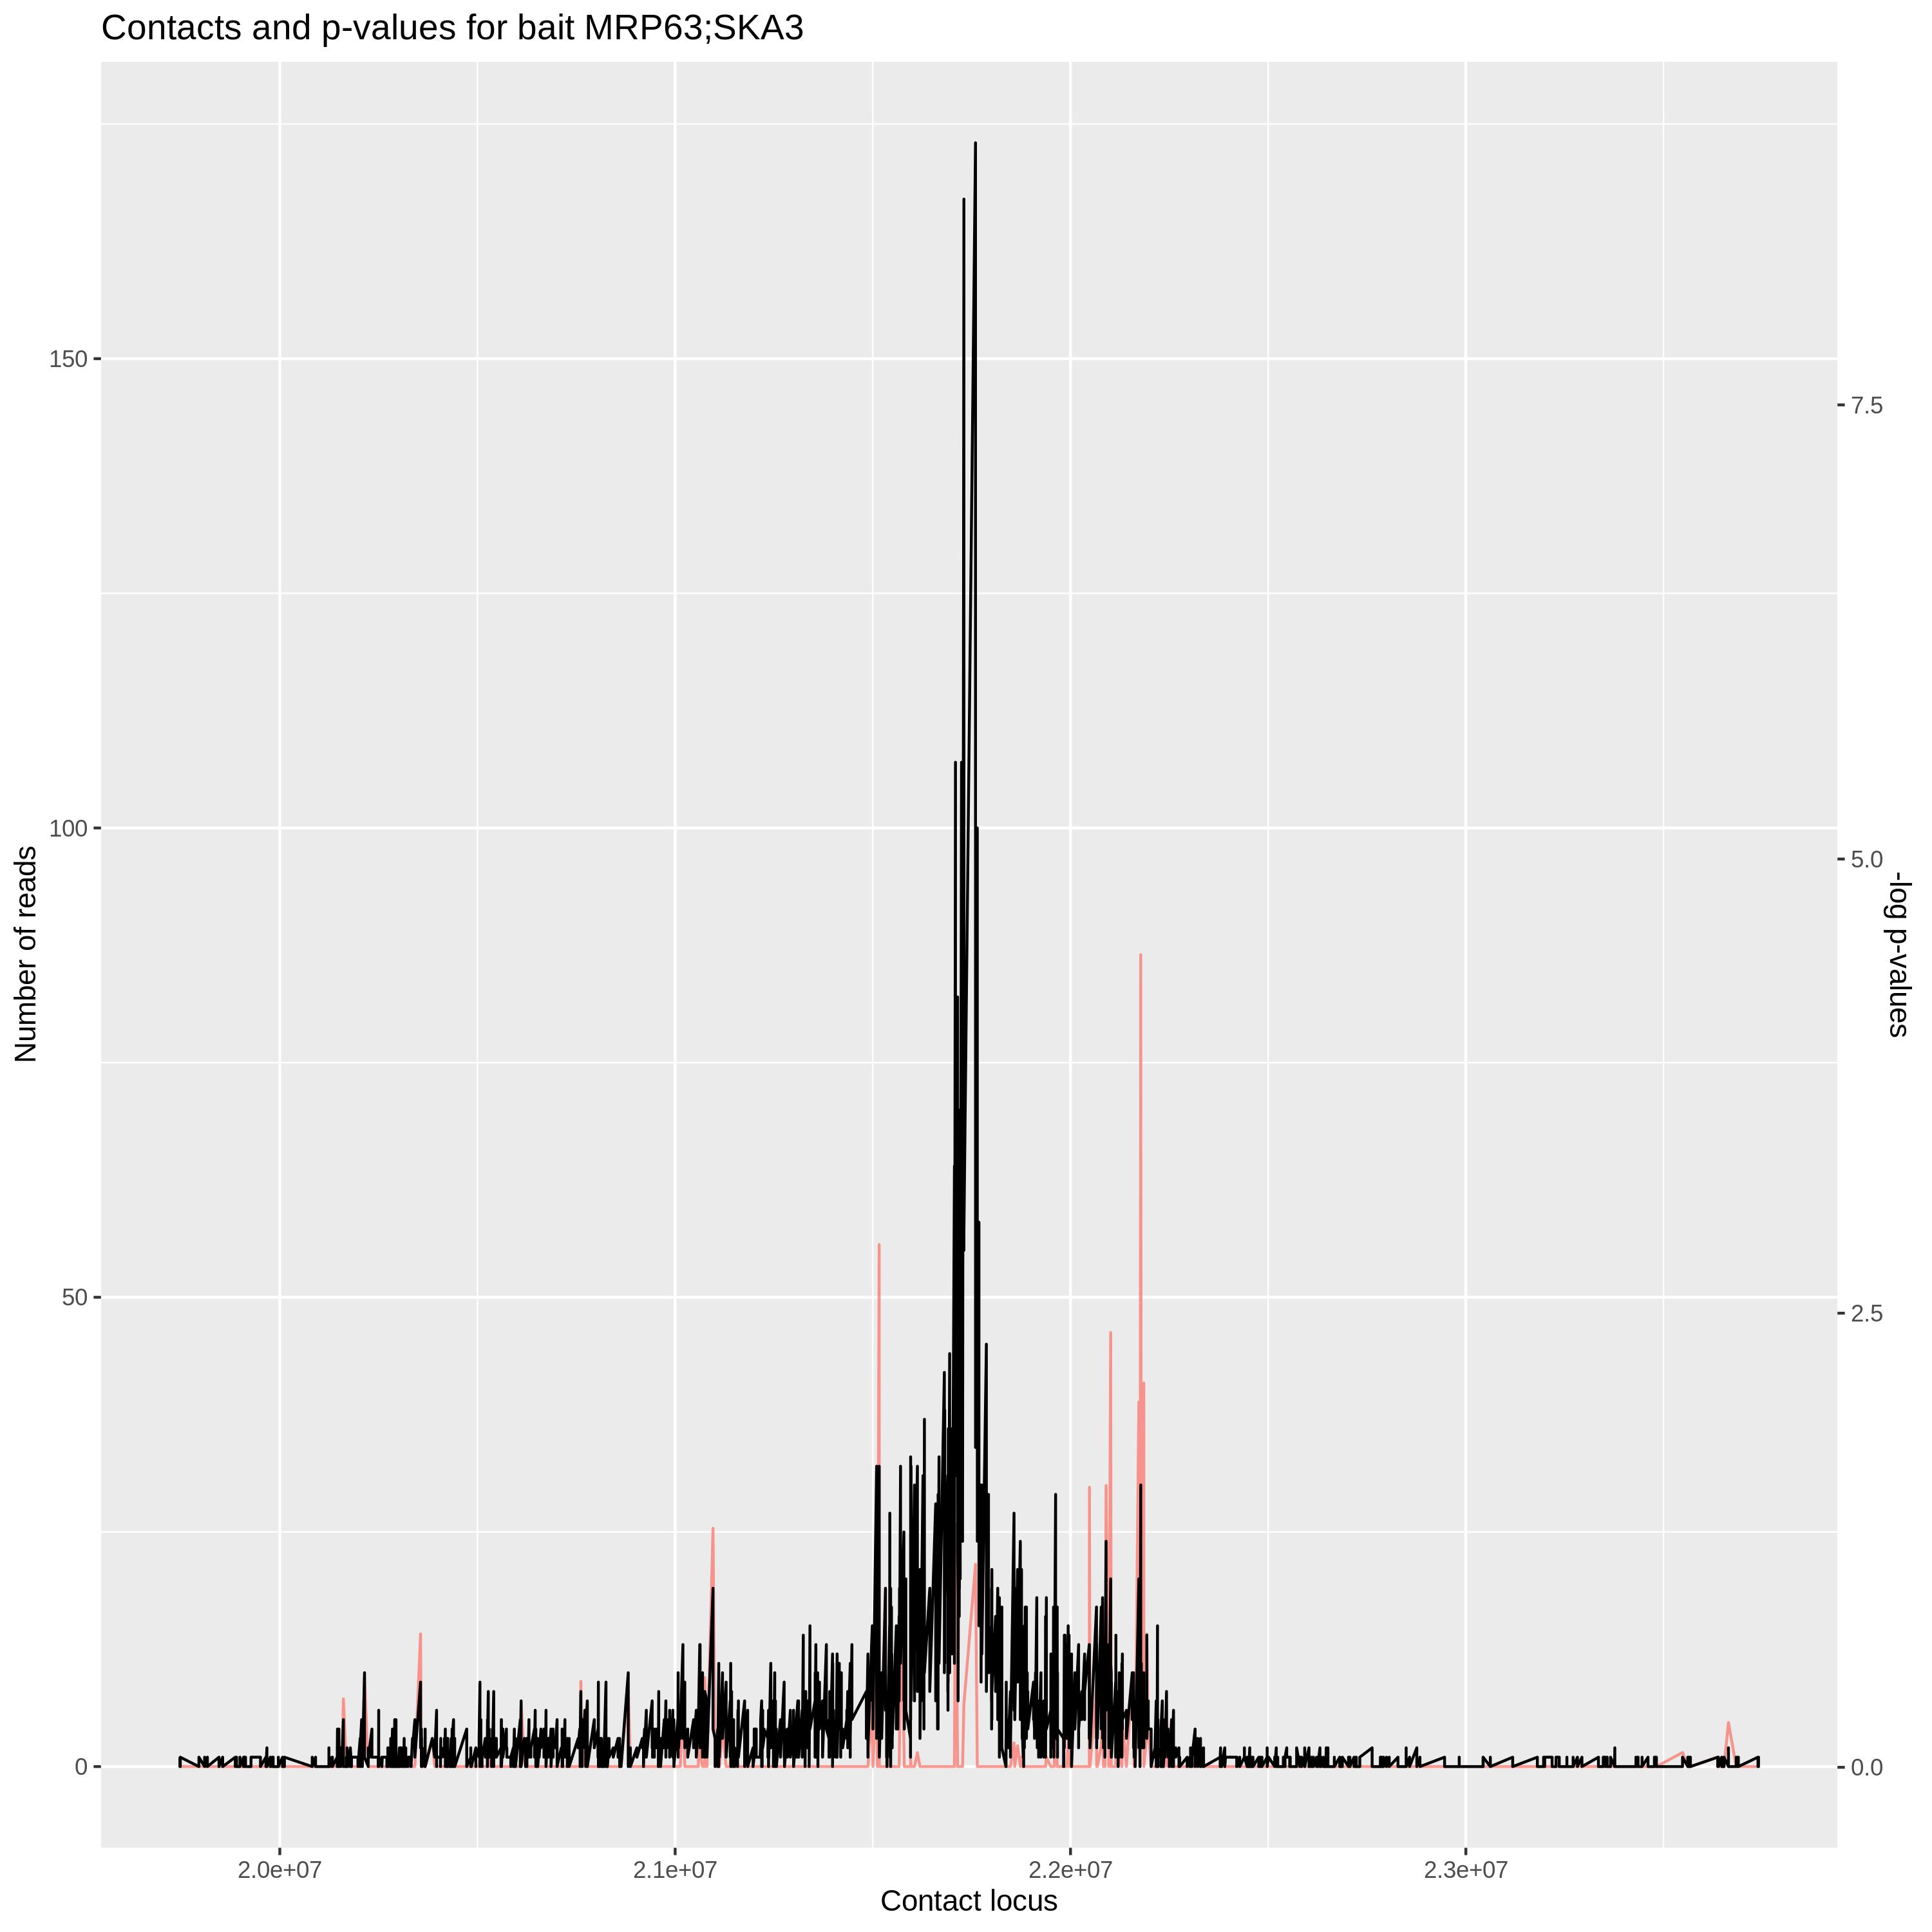 Contacts and p-values for bait MRP63;SKA3
150
100
50
0
Number of reads
7.5
5.0
2.5
0.0
-log p-values
2.0e+07
2.1e+07
2.2e+07
2.3e+07
Contact locus